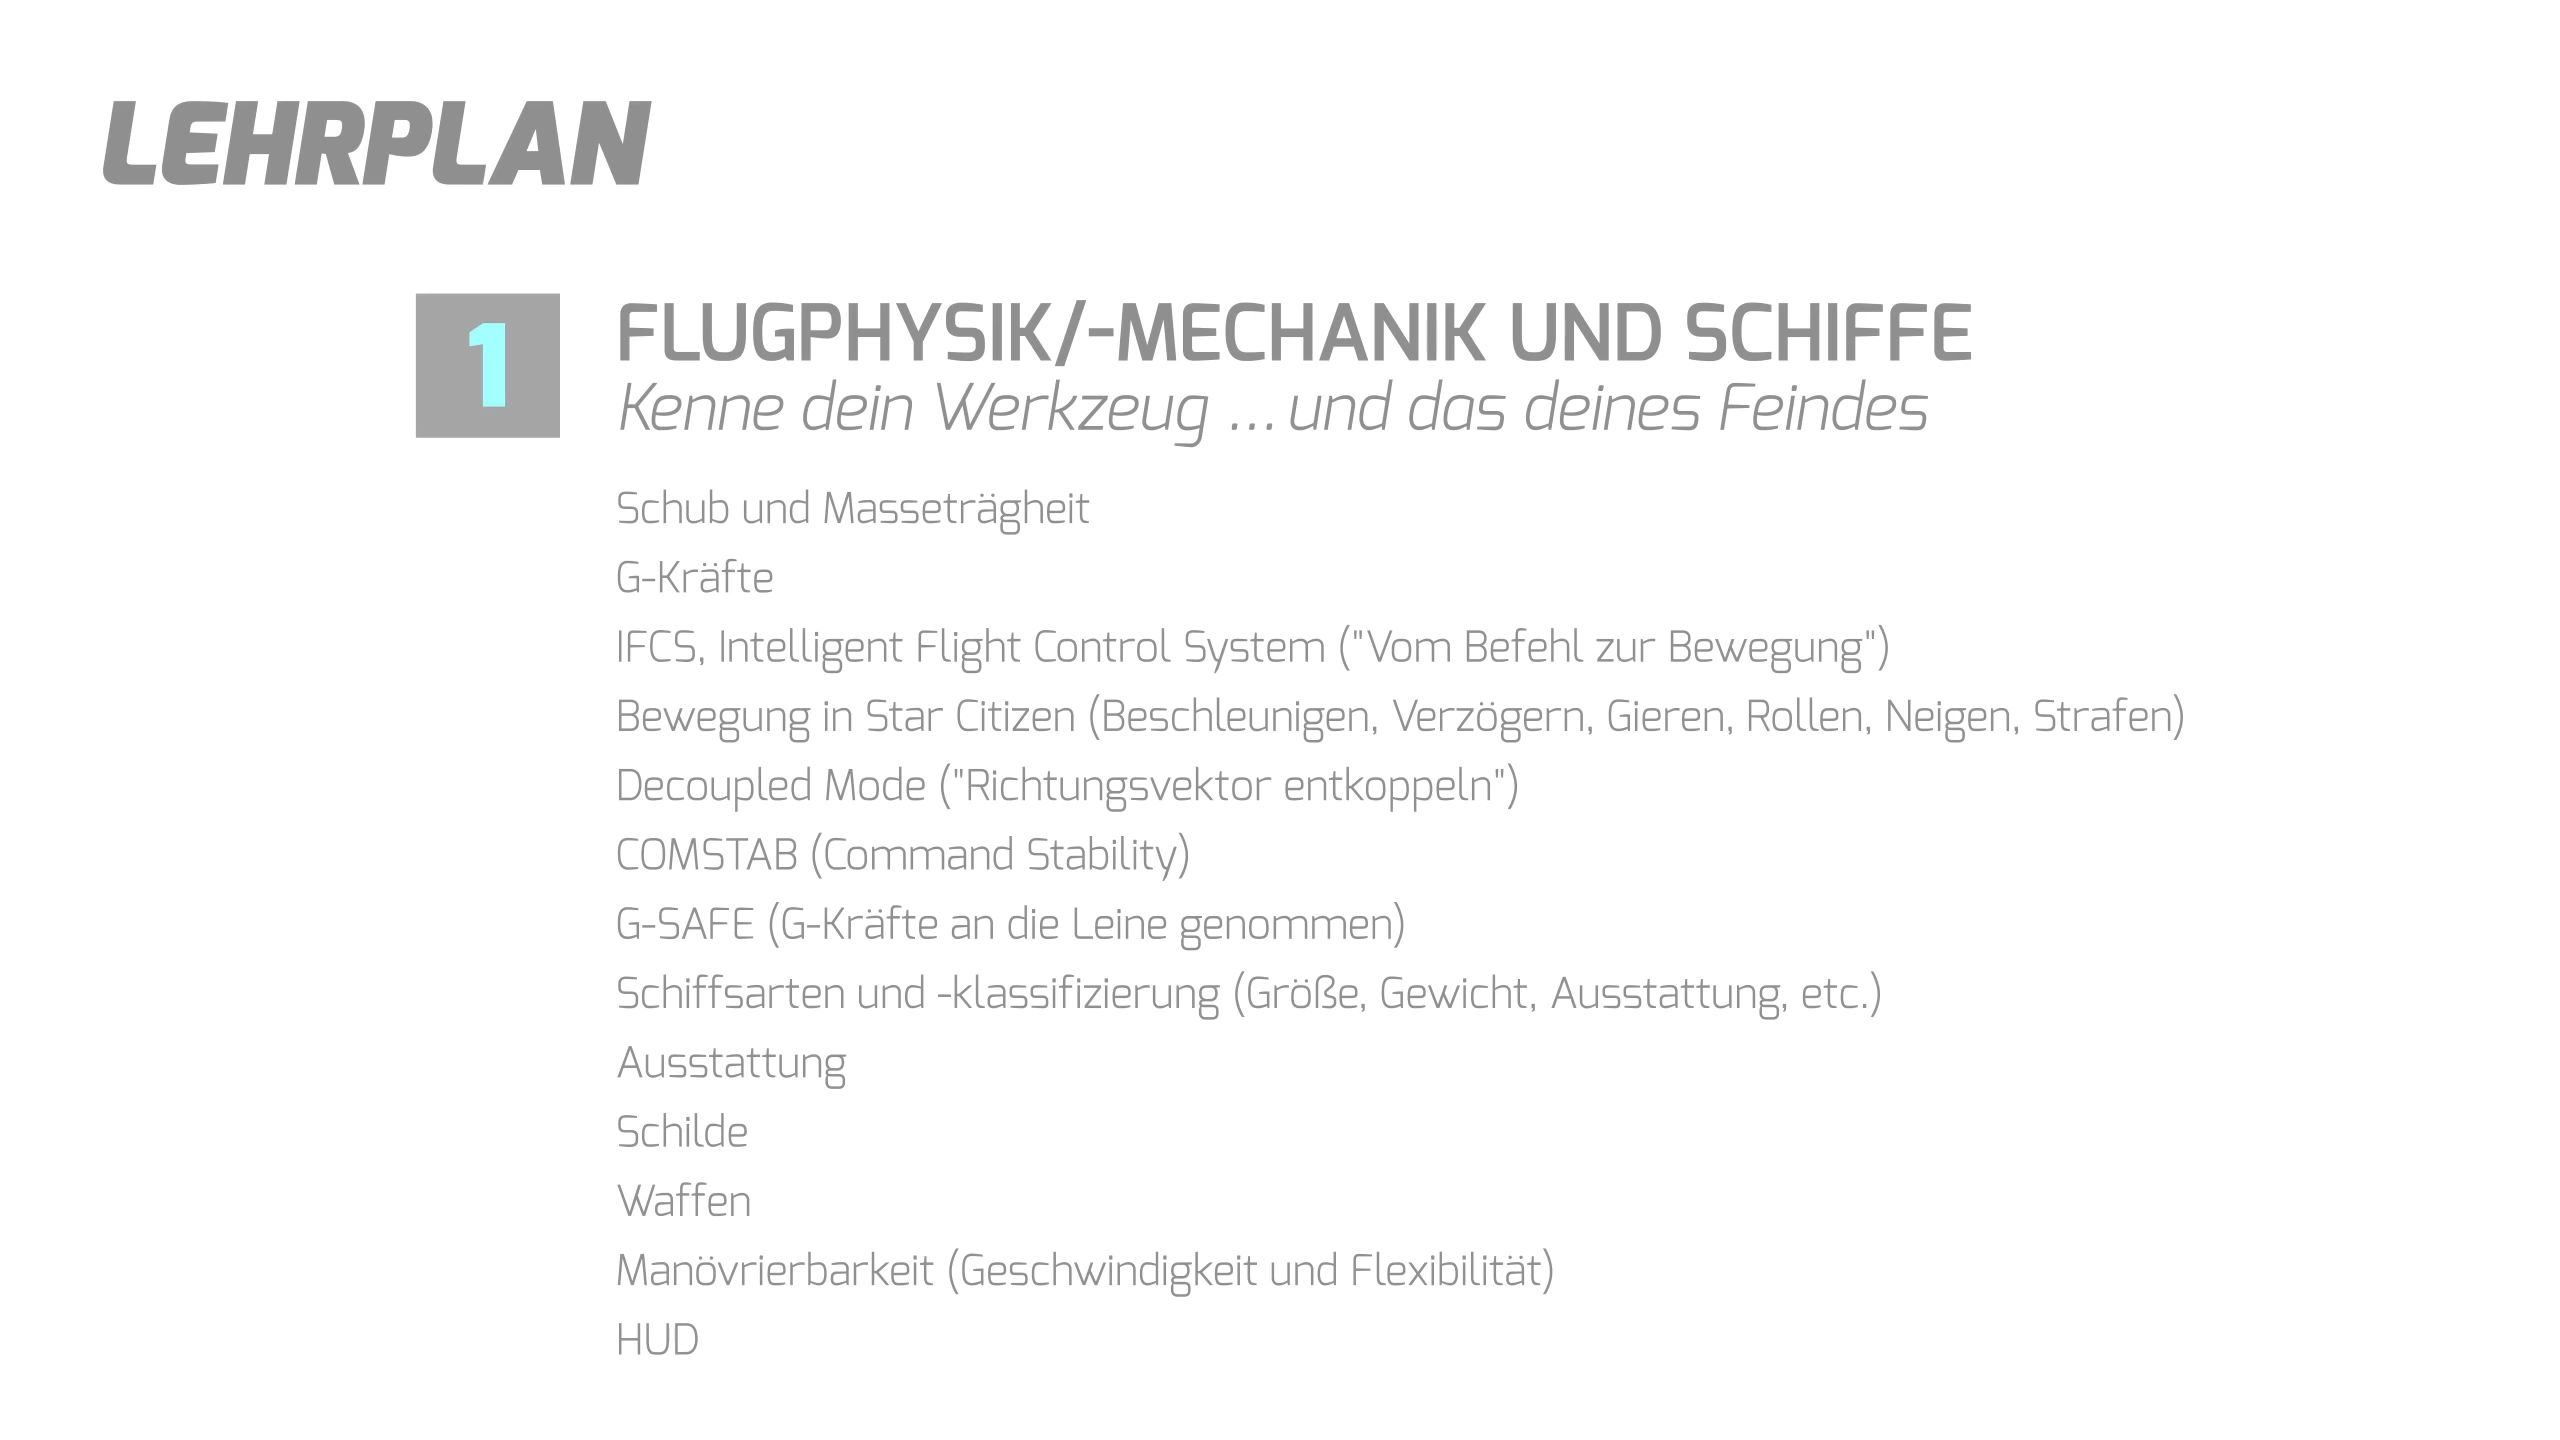 LEHRPLAN
1
FLUGPHYSIK/-MECHANIK UND SCHIFFE
Kenne dein Werkzeug ... und das deines Feindes
Schub und Masseträgheit
G-Kräfte
IFCS, Intelligent Flight Control System ("Vom Befehl zur Bewegung")
Bewegung in Star Citizen (Beschleunigen, Verzögern, Gieren, Rollen, Neigen, Strafen)
Decoupled Mode ("Richtungsvektor entkoppeln")
COMSTAB (Command Stability)
G-SAFE (G-Kräfte an die Leine genommen)
Schiffsarten und -klassifizierung (Größe, Gewicht, Ausstattung, etc.)
Ausstattung
Schilde
Waffen
Manövrierbarkeit (Geschwindigkeit und Flexibilität)
HUD